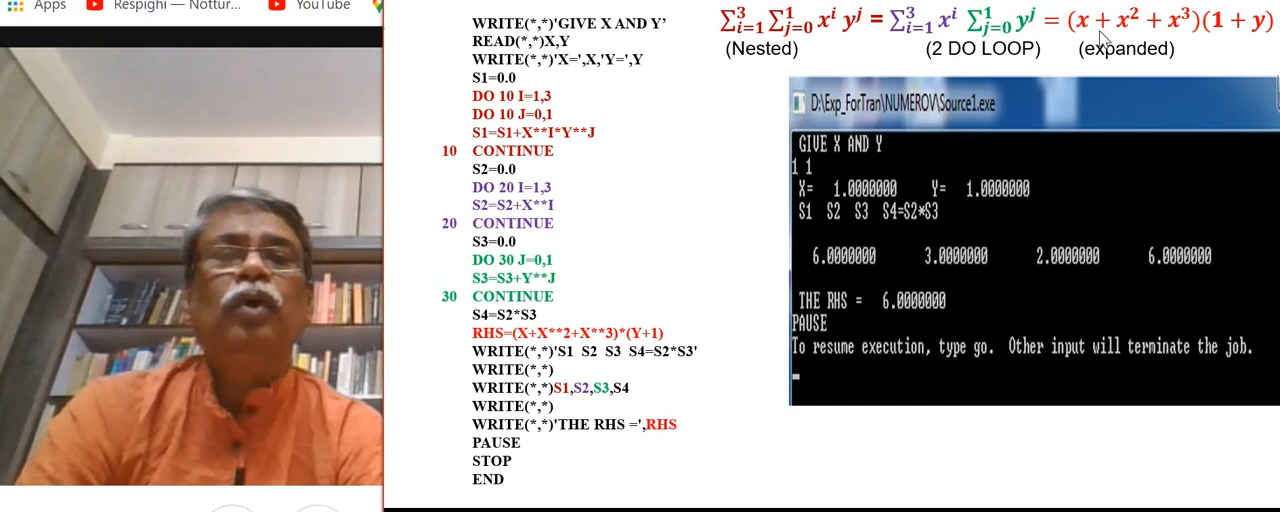 Apps Respighi — Nottur... YouTube
WRITE(*,*)'GIVE X AND Y’
READ(*,*)X,Y
WRITE(*,*)'X=',X,'Y=',Y
S1=0.0
DO 10 I=1,3
DO 10 J=0,1
S1=S1+X**I*Y**J
10 CONTINUE
S2=0.0
DO 20 I=1,3
S2=S2+X**I
20 CONTINUE
S3=0.0
DO 30 J=0,1
S3=S3+Y**J
30 CONTINUE
S4=S2*S3
RHS=(X+X**2+X**3)*(Y+1)
WRITE(*,*)'S1 S2 S3 S4=S2*S3'
WRITE(*,*)
WRITE(*,*)S1,S2,S3,S4
WRITE(*,*)
WRITE(*,*)'THE RHS =',RHS
PAUSE
STOP
END
∑³ᵢ₌₁ ∑¹ⱼ₌₀ xⁱ yʲ = ∑³ᵢ₌₁ xⁱ ∑¹ⱼ₌₀ yʲ = (x + x² + x³)(1 + y)
(Nested) (2 DO LOOP) (expanded)
D:\Exp_ForTran\NUMEROV\Source1.exe
GIVE X AND Y
1 1
X= 1.0000000 Y= 1.0000000
S1 S2 S3 S4=S2*S3
6.0000000 3.0000000 2.0000000 6.0000000
THE RHS = 6.0000000
PAUSE
To resume execution, type go. Other input will terminate the job.